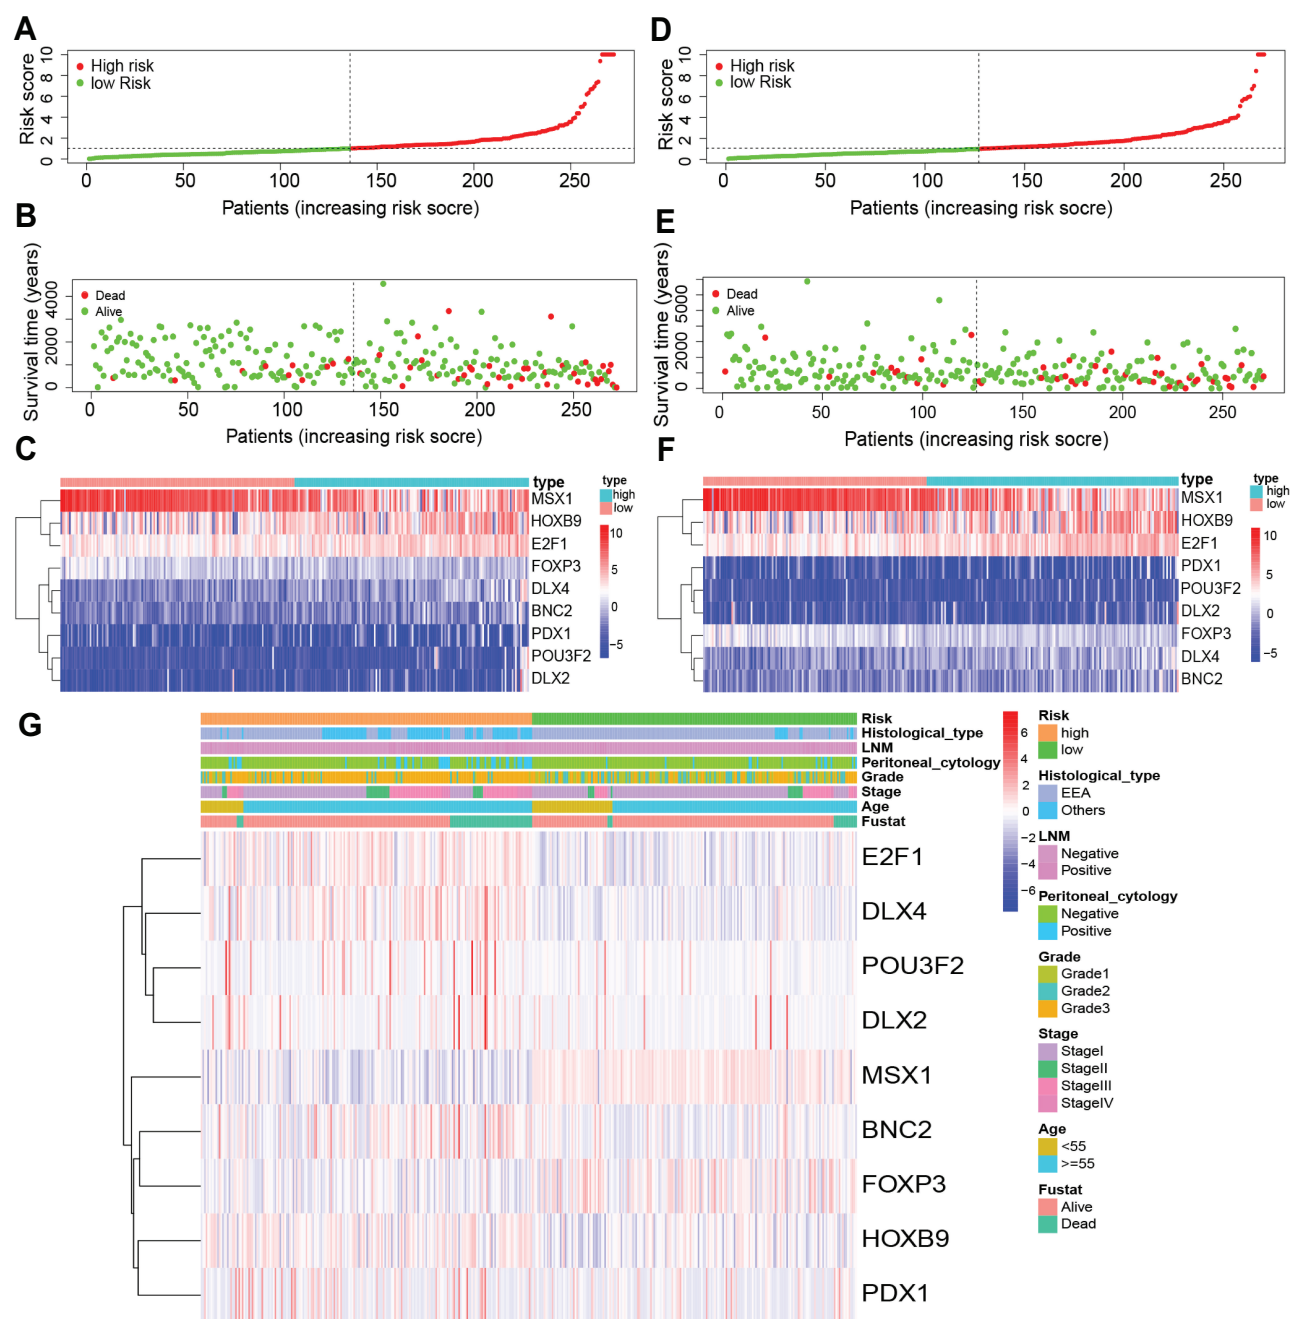 A
Risk score
0 2 4 6 8 10
High risk
low Risk
0 50 100 150 200 250
Patients (increasing risk socre)
D
Risk score
0 2 4 6 8 10
High risk
low Risk
0 50 100 150 200 250
Patients (increasing risk socre)
B
Survival time (years)
0 2000 4000
Dead
Alive
0 50 100 150 200 250
Patients (increasing risk socre)
E
Survival time (years)
0 2000 5000
Dead
Alive
0 50 100 150 200 250
Patients (increasing risk socre)
C
type
MSX1
HOXB9
E2F1
FOXP3
DLX4
BNC2
PDX1
POU3F2
DLX2
type
high
low
10
5
0
−5
F
type
MSX1
HOXB9
E2F1
PDX1
POU3F2
DLX2
FOXP3
DLX4
BNC2
type
high
low
10
5
0
−5
G
Risk
Histological_type
LNM
Peritoneal_cytology
Grade
Stage
Age
Fustat
E2F1
DLX4
POU3F2
DLX2
MSX1
BNC2
FOXP3
HOXB9
PDX1
6
4
2
0
−2
−4
−6
Risk
high
low
Histological_type
EEA
Others
LNM
Negative
Positive
Peritoneal_cytology
Negative
Positive
Grade
Grade1
Grade2
Grade3
Stage
StageI
StageII
StageIII
StageIV
Age
<55
>=55
Fustat
Alive
Dead